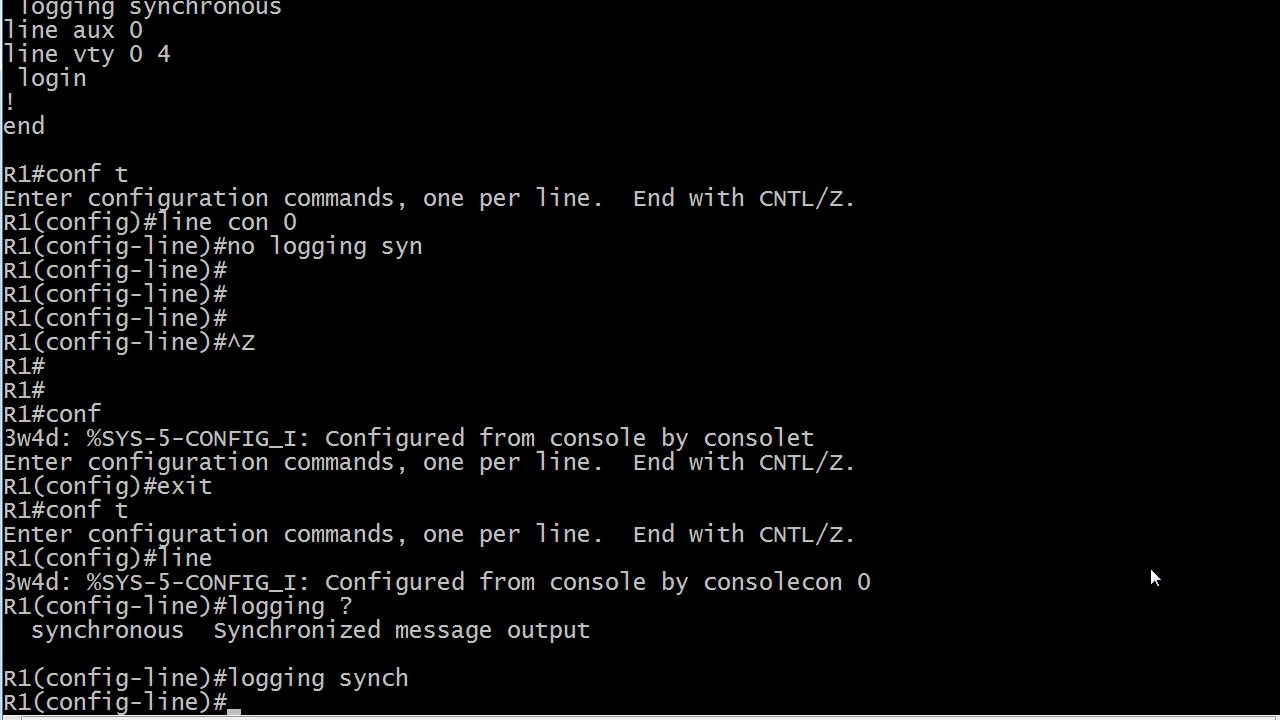 logging synchronous
line aux 0
line vty 0 4
 login
!
end

R1#conf t
Enter configuration commands, one per line.  End with CNTL/Z.
R1(config)#line con 0
R1(config-line)#no logging syn
R1(config-line)#
R1(config-line)#
R1(config-line)#
R1(config-line)#^Z
R1#
R1#
R1#conf
3w4d: %SYS-5-CONFIG_I: Configured from console by consolet
Enter configuration commands, one per line.  End with CNTL/Z.
R1(config)#exit
R1#conf t
Enter configuration commands, one per line.  End with CNTL/Z.
R1(config)#line
3w4d: %SYS-5-CONFIG_I: Configured from console by consolecon 0
R1(config-line)#logging ?
  synchronous  Synchronized message output

R1(config-line)#logging synch
R1(config-line)#